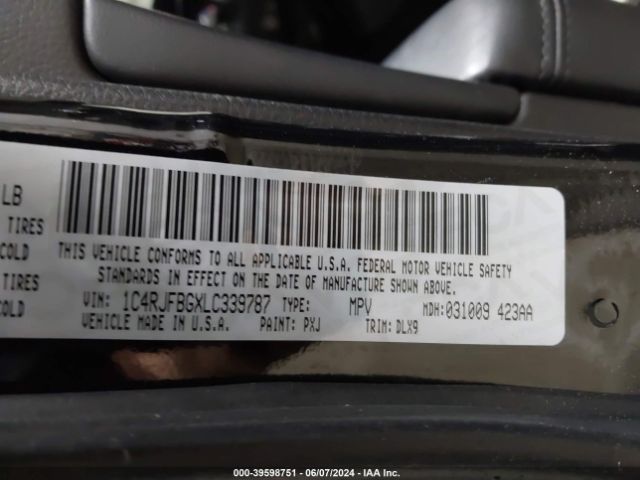 LB
TIRES
COLD
TIRES
COLD
THIS VEHICLE CONFORMS TO ALL APPLICABLE U.S.A. FEDERAL MOTOR VEHICLE SAFETY
STANDARDS IN EFFECT ON THE DATE OF MANUFACTURE SHOWN ABOVE.
VIN: 1C4RJFBGXLC339787 TYPE: MPV MDH:031009 423AA
VEHICLE MADE IN U.S.A. PAINT: PXJ TRIM: DLX9
000-39598751 - 06/07/2024 - IAA Inc.